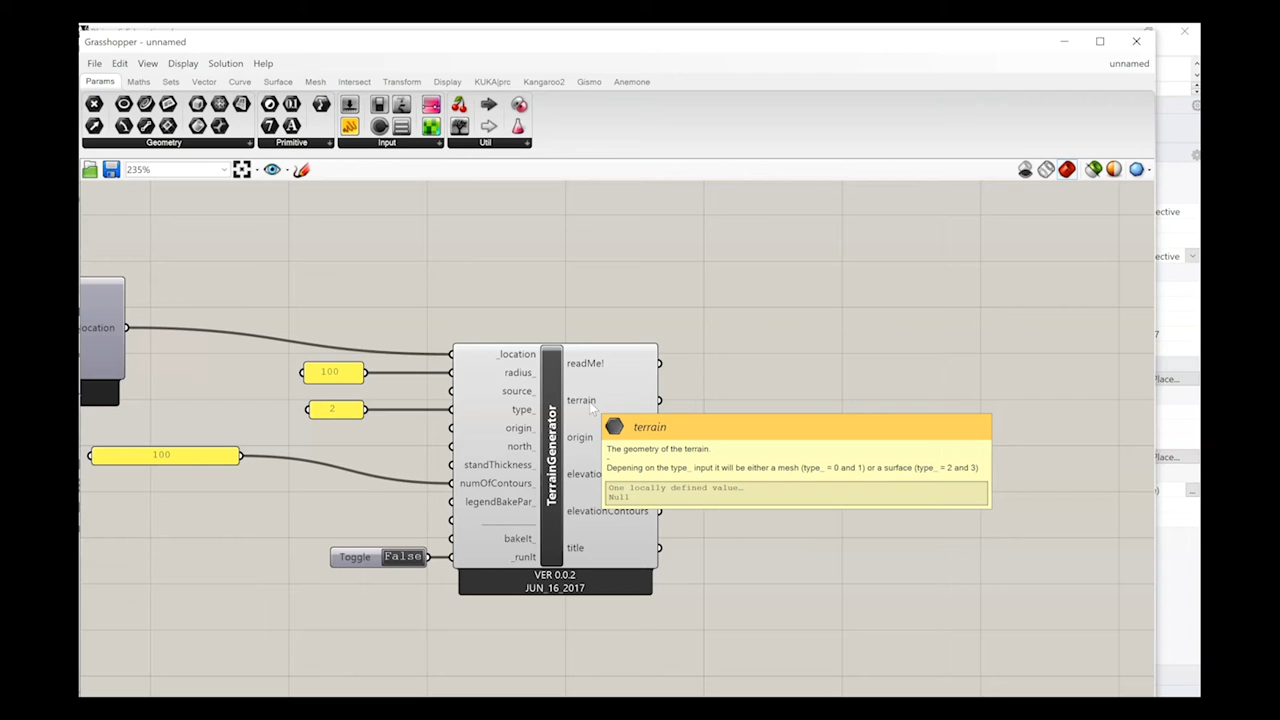 Grasshopper - unnamed
File Edit View Display Solution Help
unnamed
Params Maths Sets Vector Curve Surface Mesh Intersect Transform Display KUKA|prc Kangaroo2 Gismo Anemone
Geometry
Primitive
Input
Util
235%
ective
ective
7
Place...
Place...
location
100
2
100
Toggle False
_location
radius_
source_
type_
origin_
north_
standThickness_
numOfContours_
legendBakePar_
bakeIt_
_runIt
TerrainGenerator
readMe!
terrain
origin
elevatio
elevationContours
title
VER 0.0.2
JUN_16_2017
terrain
The geometry of the terrain.
-
Depening on the type_ input it will be either a mesh (type_ = 0 and 1) or a surface (type_ = 2 and 3)
One locally defined value...
Null